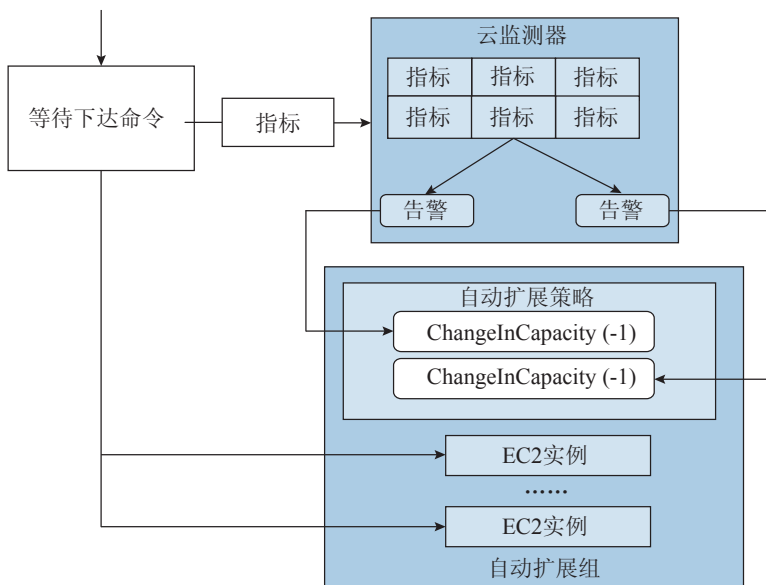 云监测器
指标 指标 指标
指标 指标 指标
等待下达命令
指标
告警 告警
自动扩展策略
ChangeInCapacity (-1)
ChangeInCapacity (-1)
EC2实例
……
EC2实例
自动扩展组